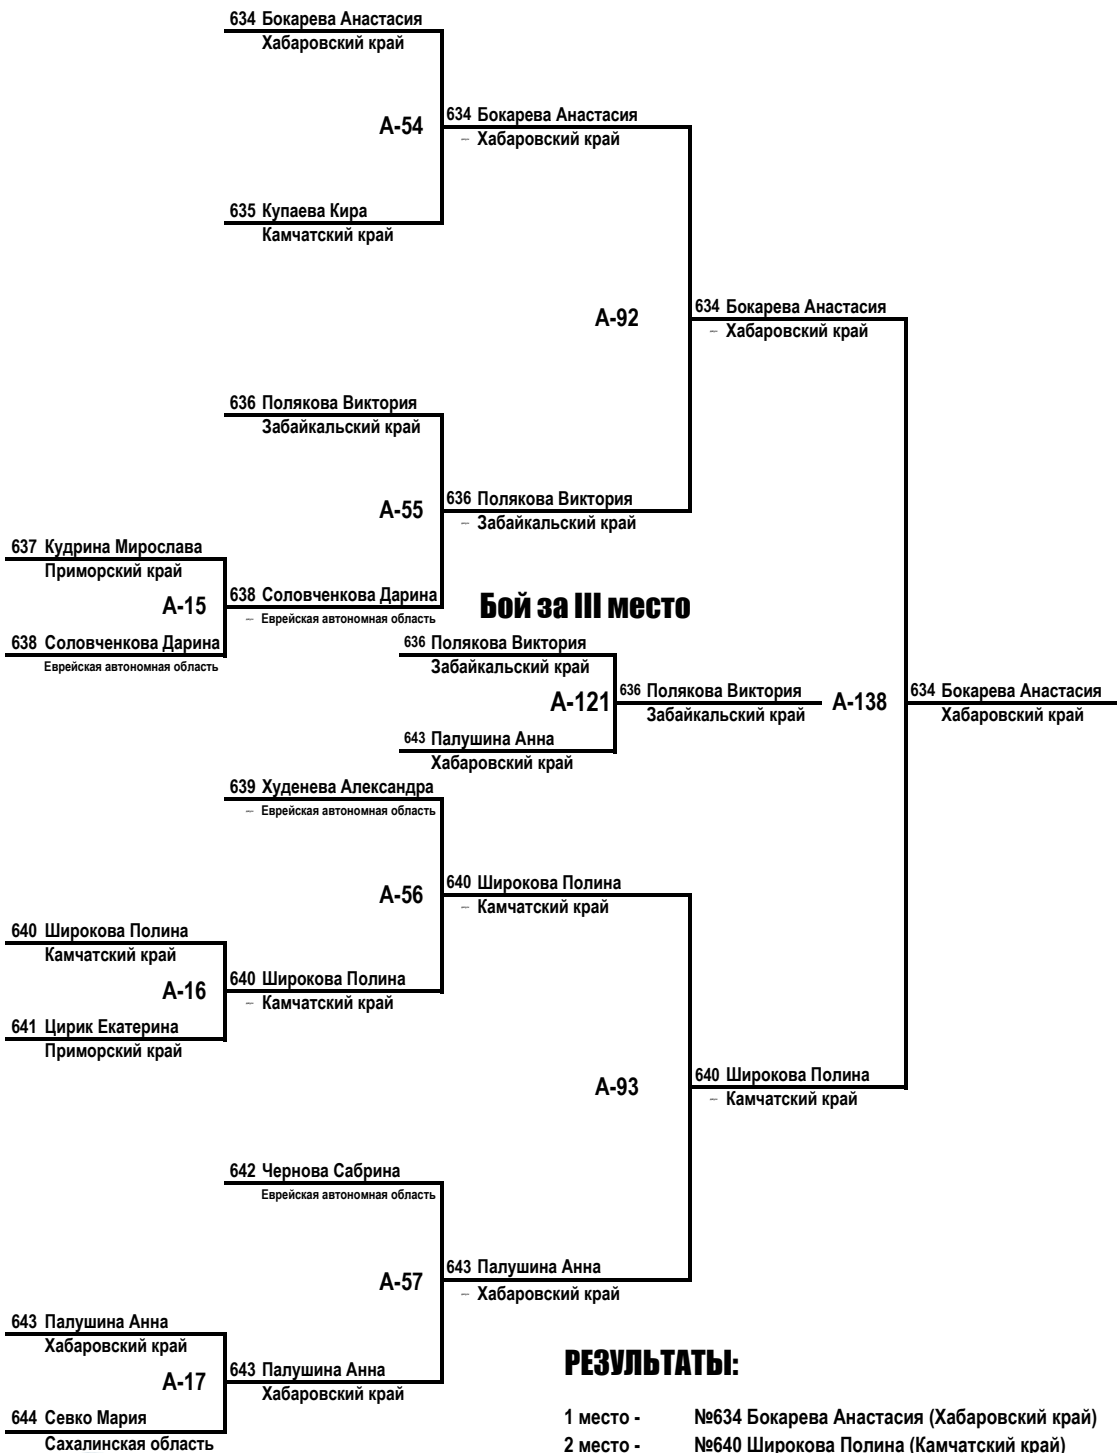 634 Бокарева Анастасия
Хабаровский край
А-54
634 Бокарева Анастасия
Хабаровский край
635 Купаева Кира
Камчатский край
А-92
634 Бокарева Анастасия
Хабаровский край
636 Полякова Виктория
Забайкальский край
А-55
636 Полякова Виктория
Забайкальский край
637 Кудрина Мирослава
Приморский край
А-15
638 Соловченкова Дарина
Еврейская автономная область
638 Соловченкова Дарина
Еврейская автономная область
Бой за III место
636 Полякова Виктория
Забайкальский край
А-121
636 Полякова Виктория
Забайкальский край
643 Палушина Анна
Хабаровский край
А-138
634 Бокарева Анастасия
Хабаровский край
639 Худенева Александра
Еврейская автономная область
А-56
640 Широкова Полина
Камчатский край
640 Широкова Полина
Камчатский край
А-16
640 Широкова Полина
Камчатский край
641 Цирик Екатерина
Приморский край
А-93
640 Широкова Полина
Камчатский край
642 Чернова Сабрина
Еврейская автономная область
А-57
643 Палушина Анна
Хабаровский край
643 Палушина Анна
Хабаровский край
А-17
643 Палушина Анна
Хабаровский край
644 Севко Мария
Сахалинская область
РЕЗУЛЬТАТЫ:
1 место - №634 Бокарева Анастасия (Хабаровский край)
2 место - №640 Широкова Полина (Камчатский край)